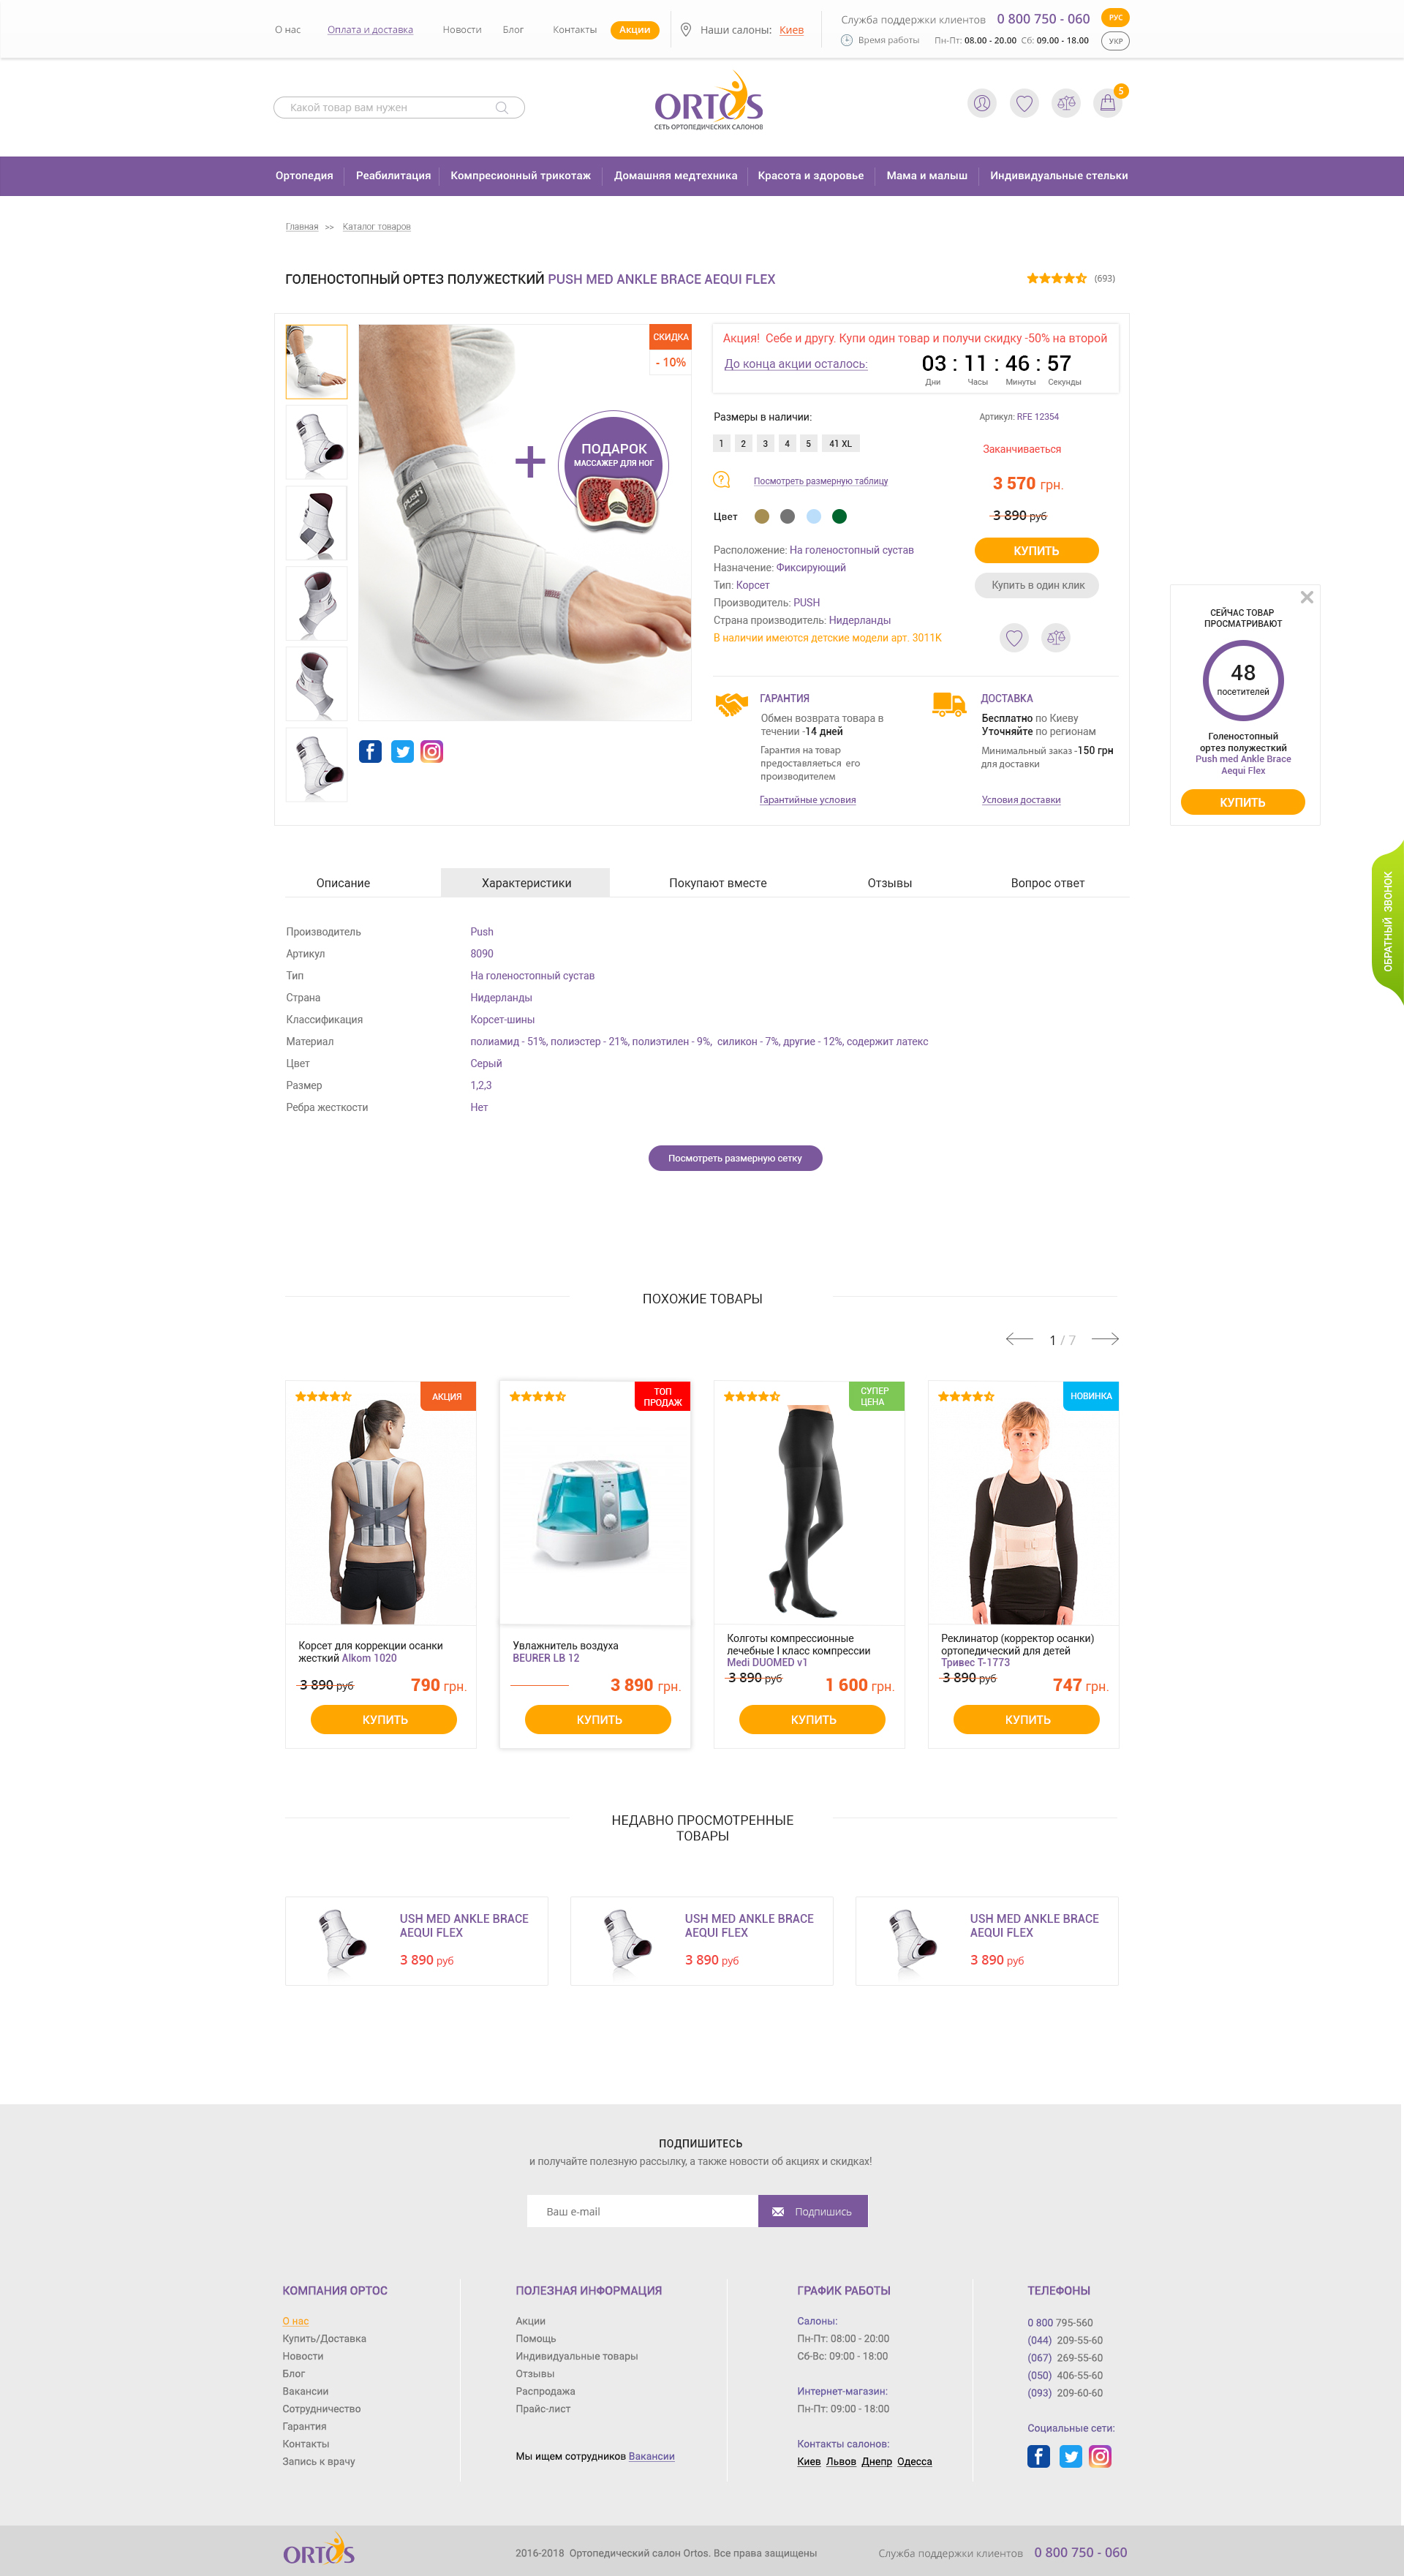 О нас
Оплата и доставка
Новости
Блог
Контакты
Акции
Наши салоны: Киев
Служба поддержки клиентов 0 800 750 - 060
Время работы Пн-Пт: 08.00 - 20.00 Сб: 09.00 - 18.00
РУС
УКР
Какой товар вам нужен
ORTOS
СЕТЬ ОРТОПЕДИЧЕСКИХ САЛОНОВ
5
Ортопедия
Реабилитация
Компресионный трикотаж
Домашняя медтехника
Красота и здоровье
Мама и малыш
Индивидуальные стельки
Главная >> Каталог товаров
ГОЛЕНОСТОПНЫЙ ОРТЕЗ ПОЛУЖЕСТКИЙ PUSH MED ANKLE BRACE AEQUI FLEX
(693)
СКИДКА
- 10%
+
ПОДАРОК
МАССАЖЕР ДЛЯ НОГ
push
Акция! Себе и другу. Купи один товар и получи скидку -50% на второй
До конца акции осталось:
03 : 11 : 46 : 57
Дни Часы Минуты Секунды
Размеры в наличии:
1 2 3 4 5 41 XL
?
Посмотреть размерную таблицу
Цвет
Расположение: На голеностопный сустав
Назначение: Фиксирующий
Тип: Корсет
Производитель: PUSH
Страна производитель: Нидерланды
В наличии имеются детские модели арт. 3011K
Артикул: RFE 12354
Заканчиваеться
3 570 грн.
3 890 руб
КУПИТЬ
Купить в один клик
ГАРАНТИЯ
Обмен возврата товара в
течении -14 дней
Гарантия на товар
предоставляеться его
производителем
Гарантийные условия
ДОСТАВКА
Бесплатно по Киеву
Уточняйте по регионам
Минимальный заказ -150 грн
для доставки
Условия доставки
СЕЙЧАС ТОВАР
ПРОСМАТРИВАЮТ
48
посетителей
Голеностопный
ортез полужесткий
Push med Ankle Brace
Aequi Flex
КУПИТЬ
ОБРАТНЫЙ ЗВОНОК
Описание
Характеристики
Покупают вместе
Отзывы
Вопрос ответ
Производитель Push
Артикул 8090
Тип На голеностопный сустав
Страна Нидерланды
Классификация Корсет-шины
Материал полиамид - 51%, полиэстер - 21%, полиэтилен - 9%, силикон - 7%, другие - 12%, содержит латекс
Цвет Серый
Размер 1,2,3
Ребра жесткости Нет
Посмотреть размерную сетку
ПОХОЖИЕ ТОВАРЫ
1 / 7
АКЦИЯ
Корсет для коррекции осанки
жесткий Alkom 1020
3 890 руб
790 грн.
КУПИТЬ
ТОП
ПРОДАЖ
Увлажнитель воздуха
BEURER LB 12
3 890 грн.
КУПИТЬ
СУПЕР
ЦЕНА
Колготы компрессионные
лечебные I класс компрессии
Medi DUOMED v1
3 890 руб
1 600 грн.
КУПИТЬ
НОВИНКА
Реклинатор (корректор осанки)
ортопедический для детей
Тривес Т-1773
3 890 руб
747 грн.
КУПИТЬ
НЕДАВНО ПРОСМОТРЕННЫЕ
ТОВАРЫ
USH MED ANKLE BRACE
AEQUI FLEX
3 890 руб
USH MED ANKLE BRACE
AEQUI FLEX
3 890 руб
USH MED ANKLE BRACE
AEQUI FLEX
3 890 руб
ПОДПИШИТЕСЬ
и получайте полезную рассылку, а также новости об акциях и скидках!
Ваш e-mail
Подпишись
КОМПАНИЯ ОРТОС
О нас
Купить/Доставка
Новости
Блог
Вакансии
Сотрудничество
Гарантия
Контакты
Запись к врачу
ПОЛЕЗНАЯ ИНФОРМАЦИЯ
Акции
Помощь
Индивидуальные товары
Отзывы
Распродажа
Прайс-лист
Мы ищем сотрудников Вакансии
ГРАФИК РАБОТЫ
Салоны:
Пн-Пт: 08:00 - 20:00
Сб-Вс: 09:00 - 18:00
Интернет-магазин:
Пн-Пт: 09:00 - 18:00
Контакты салонов:
Киев Львов Днепр Одесса
ТЕЛЕФОНЫ
0 800 795-560
(044) 209-55-60
(067) 269-55-60
(050) 406-55-60
(093) 209-60-60
Социальные сети:
ORTOS
2016-2018 Ортопедический салон Ortos. Все права защищены
Служба поддержки клиентов 0 800 750 - 060